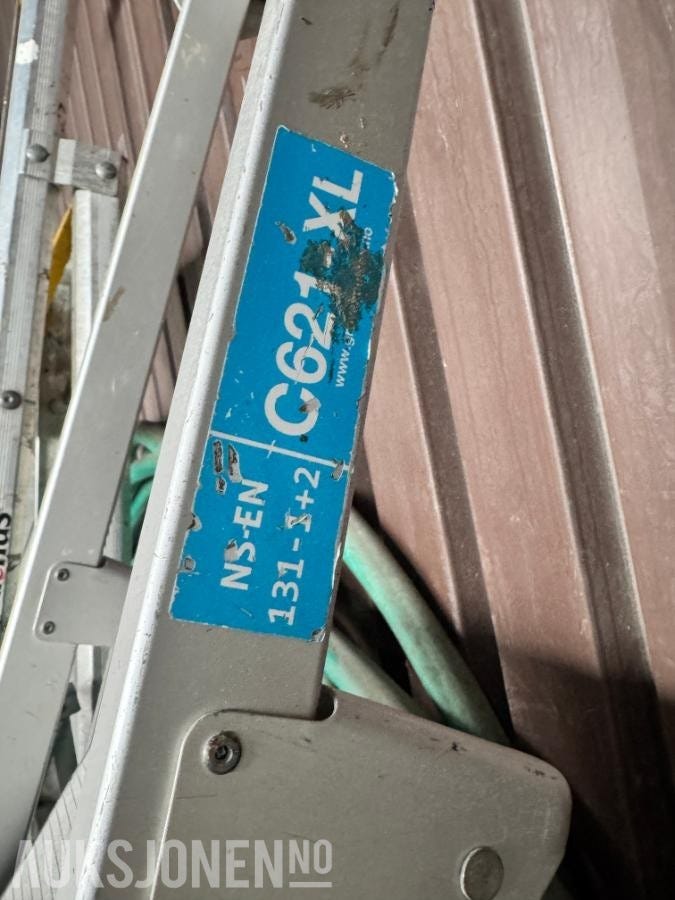 C621-XL
NS-EN
131-1+2
AUKSJONEN NO